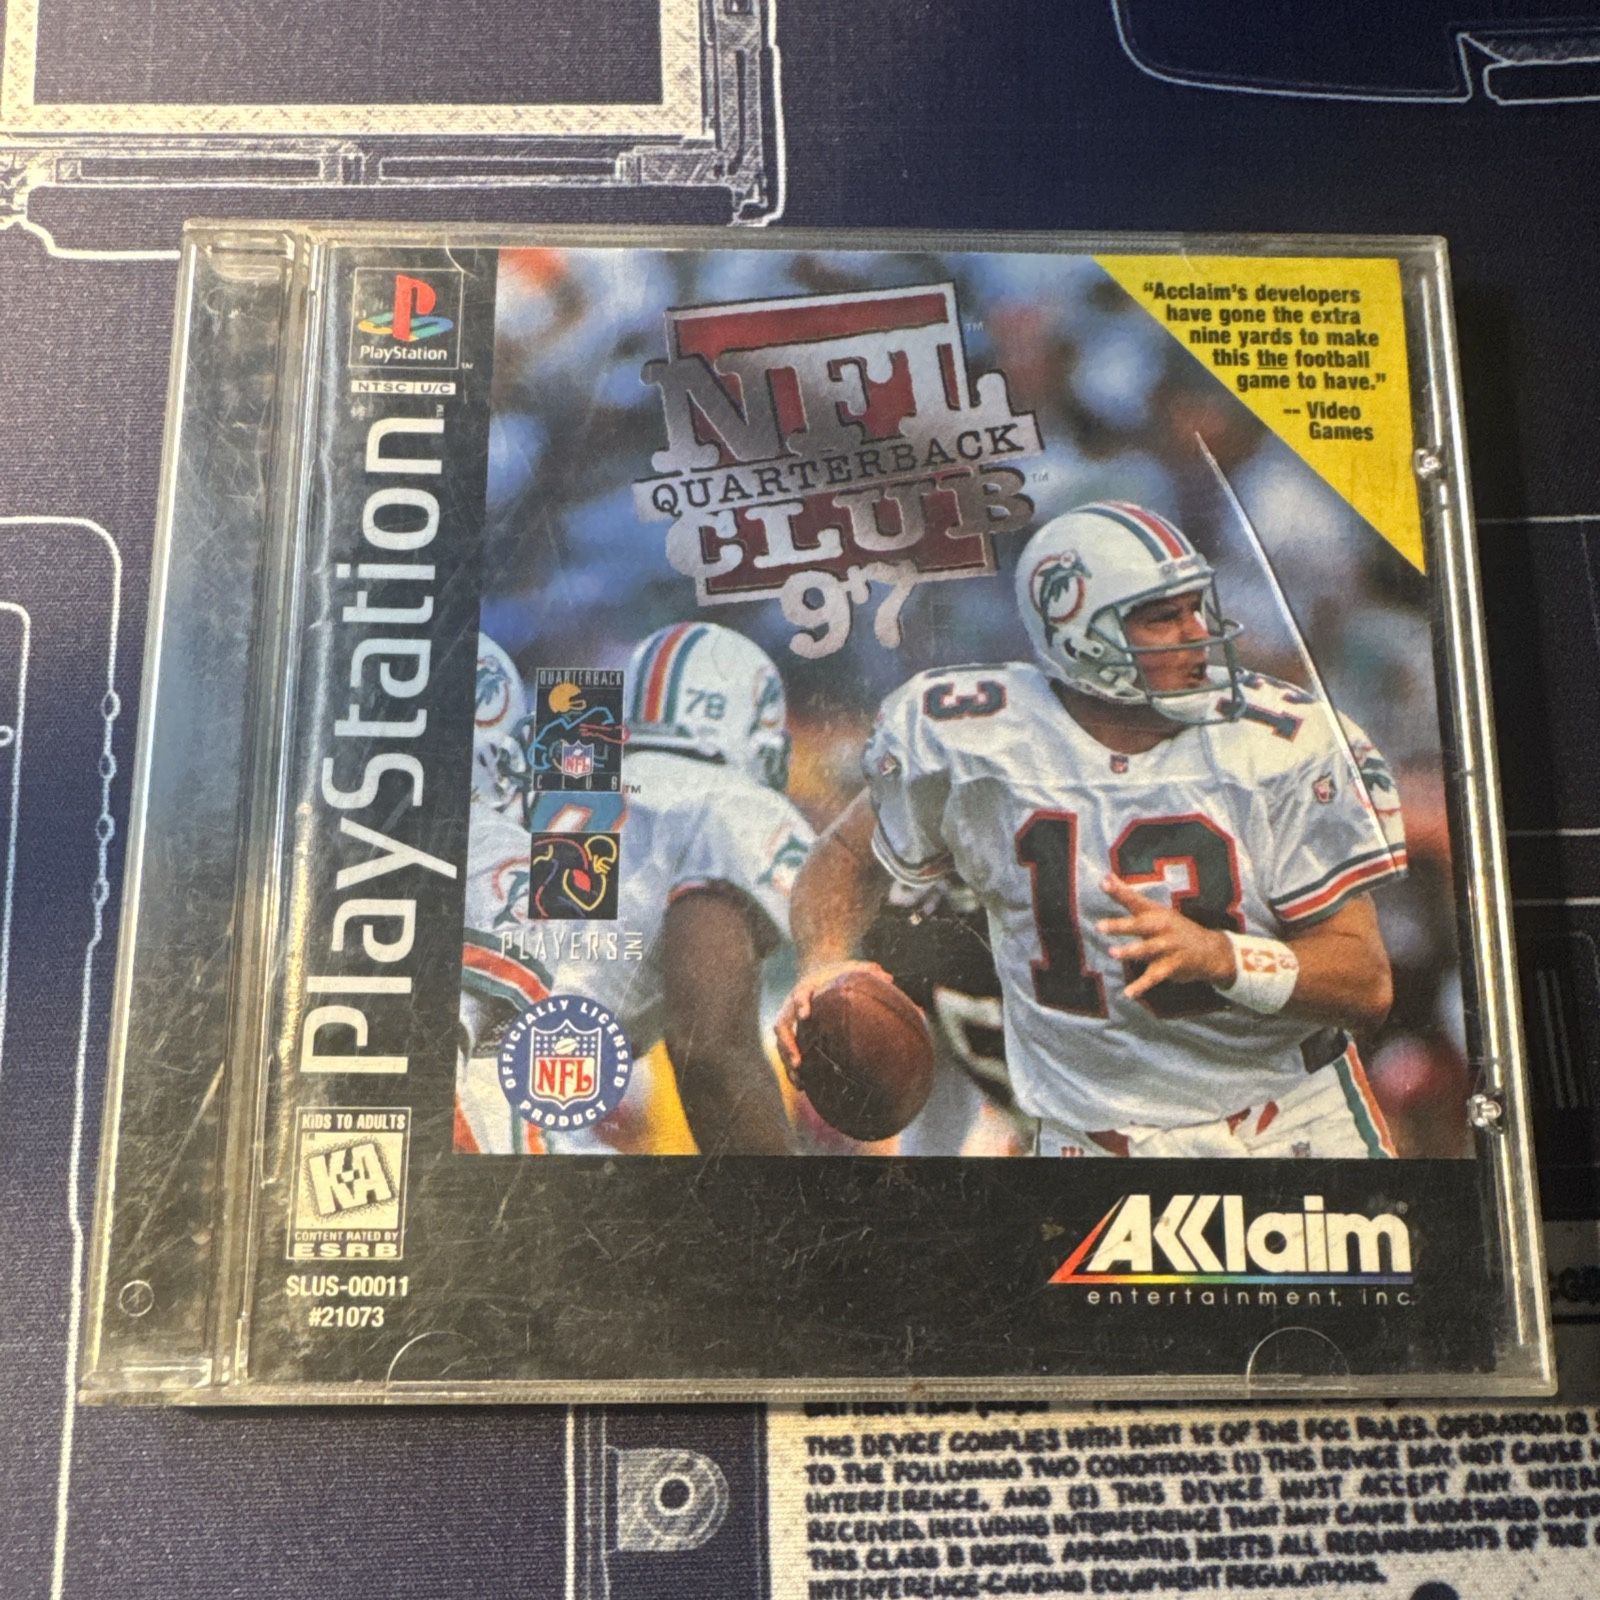 PlayStation
NTSC U/C
PlayStation
"Acclaim's developers
have gone the extra
nine yards to make
this the football
game to have."
-- Video
Games
NFL
QUARTERBACK
CLUB
97
QUARTERBACK
NFL
CLUB
PLAYERS INC
78
13
13
13
OFFICIALLY LICENSED
NFL
PRODUCT
KIDS TO ADULTS
KA
CONTENT RATED BY
ESRB
SLUS-00011
#21073
AKKlaim
entertainment, inc.
THIS DEVICE COMPLIES WITH PART 15 OF THE FCC RULES. OPERATION IS
TO THE FOLLOWING TWO CONDITIONS: (1) THIS DEVICE MAY NOT CAUSE
INTERFERENCE, AND (2) THIS DEVICE MUST ACCEPT ANY
RECEIVED, INCLUDING INTERFERENCE THAT MAY CAUSE UNDESIRED
THIS CLASS B DIGITAL APPARATUS MEETS ALL REQUIREMENTS OF THE
INTERFERENCE-CAUSING EQUIPMENT REGULATIONS.